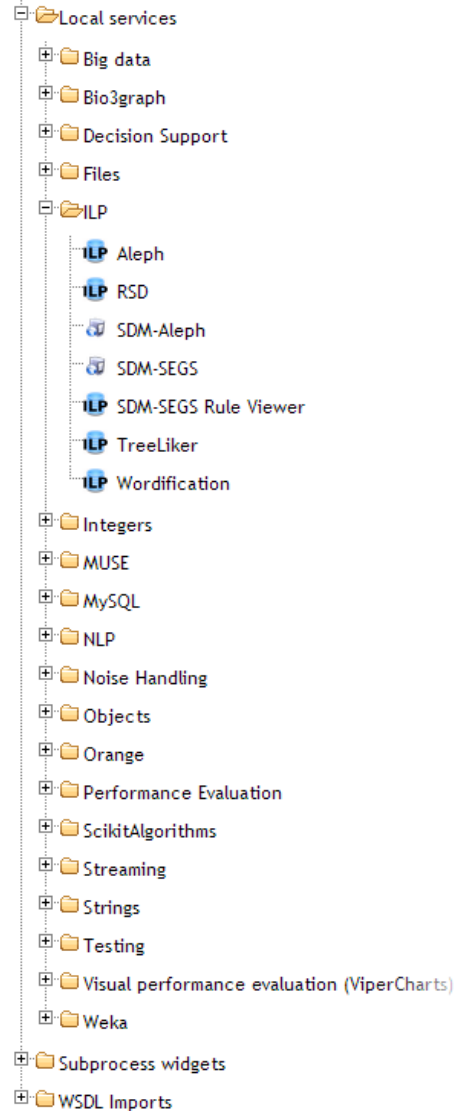 Local services
Big data
Bio3graph
Decision Support
Files
ILP
ILP Aleph
ILP RSD
SDM-Aleph
SDM-SEGS
ILP SDM-SEGS Rule Viewer
ILP TreeLiker
ILP Wordification
Integers
MUSE
MySQL
NLP
Noise Handling
Objects
Orange
Performance Evaluation
ScikitAlgorithms
Streaming
Strings
Testing
Visual performance evaluation (ViperCharts)
Weka
Subprocess widgets
WSDL Imports